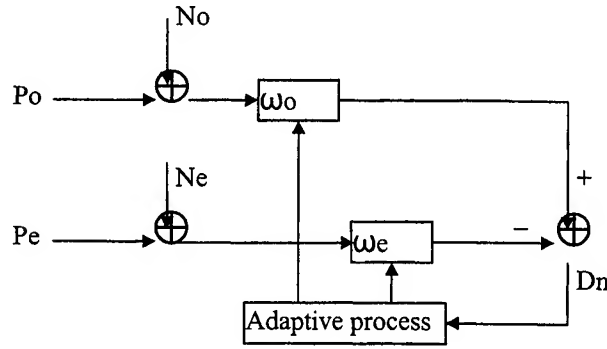 No
Po
ωo
Ne
+
Pe
ωe
−
Dn
Adaptive process